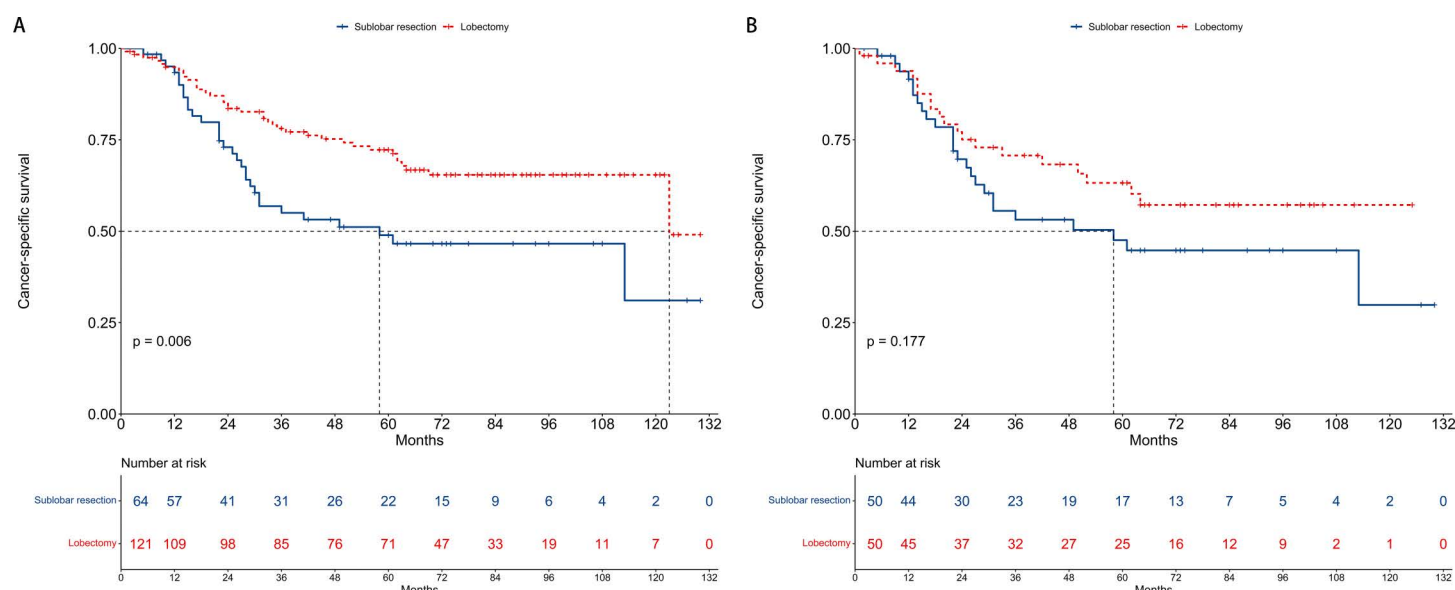 A
Sublobar resection Lobectomy
1.00
0.75
0.50
0.25
0.00
Cancer-specific survival
p = 0.006
0 12 24 36 48 60 72 84 96 108 120 132
Months
Number at risk
Sublobar resection 64 57 41 31 26 22 15 9 6 4 2 0
Lobectomy 121 109 98 85 76 71 47 33 19 11 7 0
0 12 24 36 48 60 72 84 96 108 120 132
Months
B
Sublobar resection Lobectomy
1.00
0.75
0.50
0.25
0.00
Cancer-specific survival
p = 0.177
0 12 24 36 48 60 72 84 96 108 120 132
Months
Number at risk
Sublobar resection 50 44 30 23 19 17 13 7 5 4 2 0
Lobectomy 50 45 37 32 27 25 16 12 9 2 1 0
0 12 24 36 48 60 72 84 96 108 120 132
Months